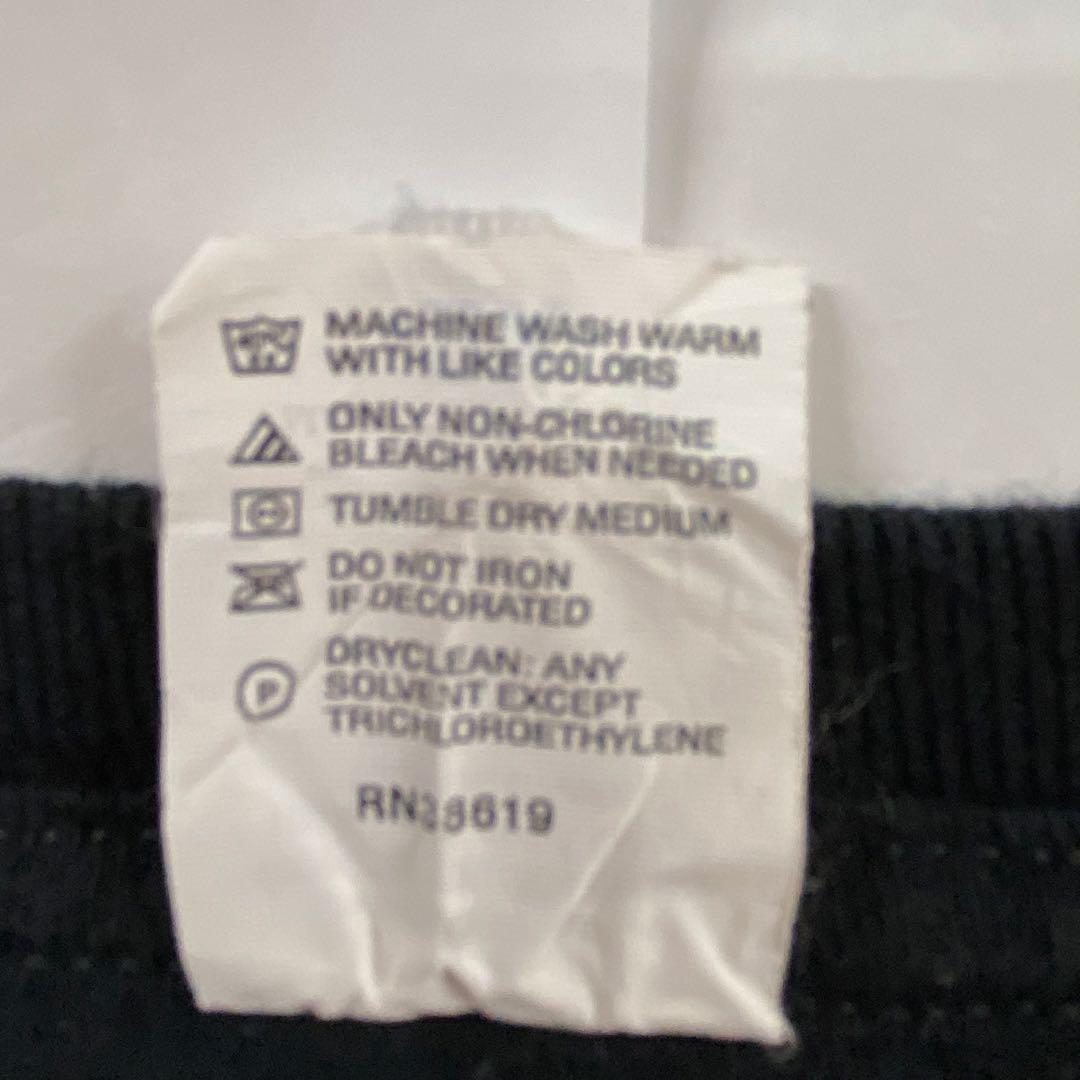 MACHINE WASH WARM
WITH LIKE COLORS
ONLY NON-CHLORINE
BLEACH WHEN NEEDED
TUMBLE DRY MEDIUM
DO NOT IRON
IF DECORATED
P
DRYCLEAN: ANY
SOLVENT EXCEPT
TRICHLOROETHYLENE